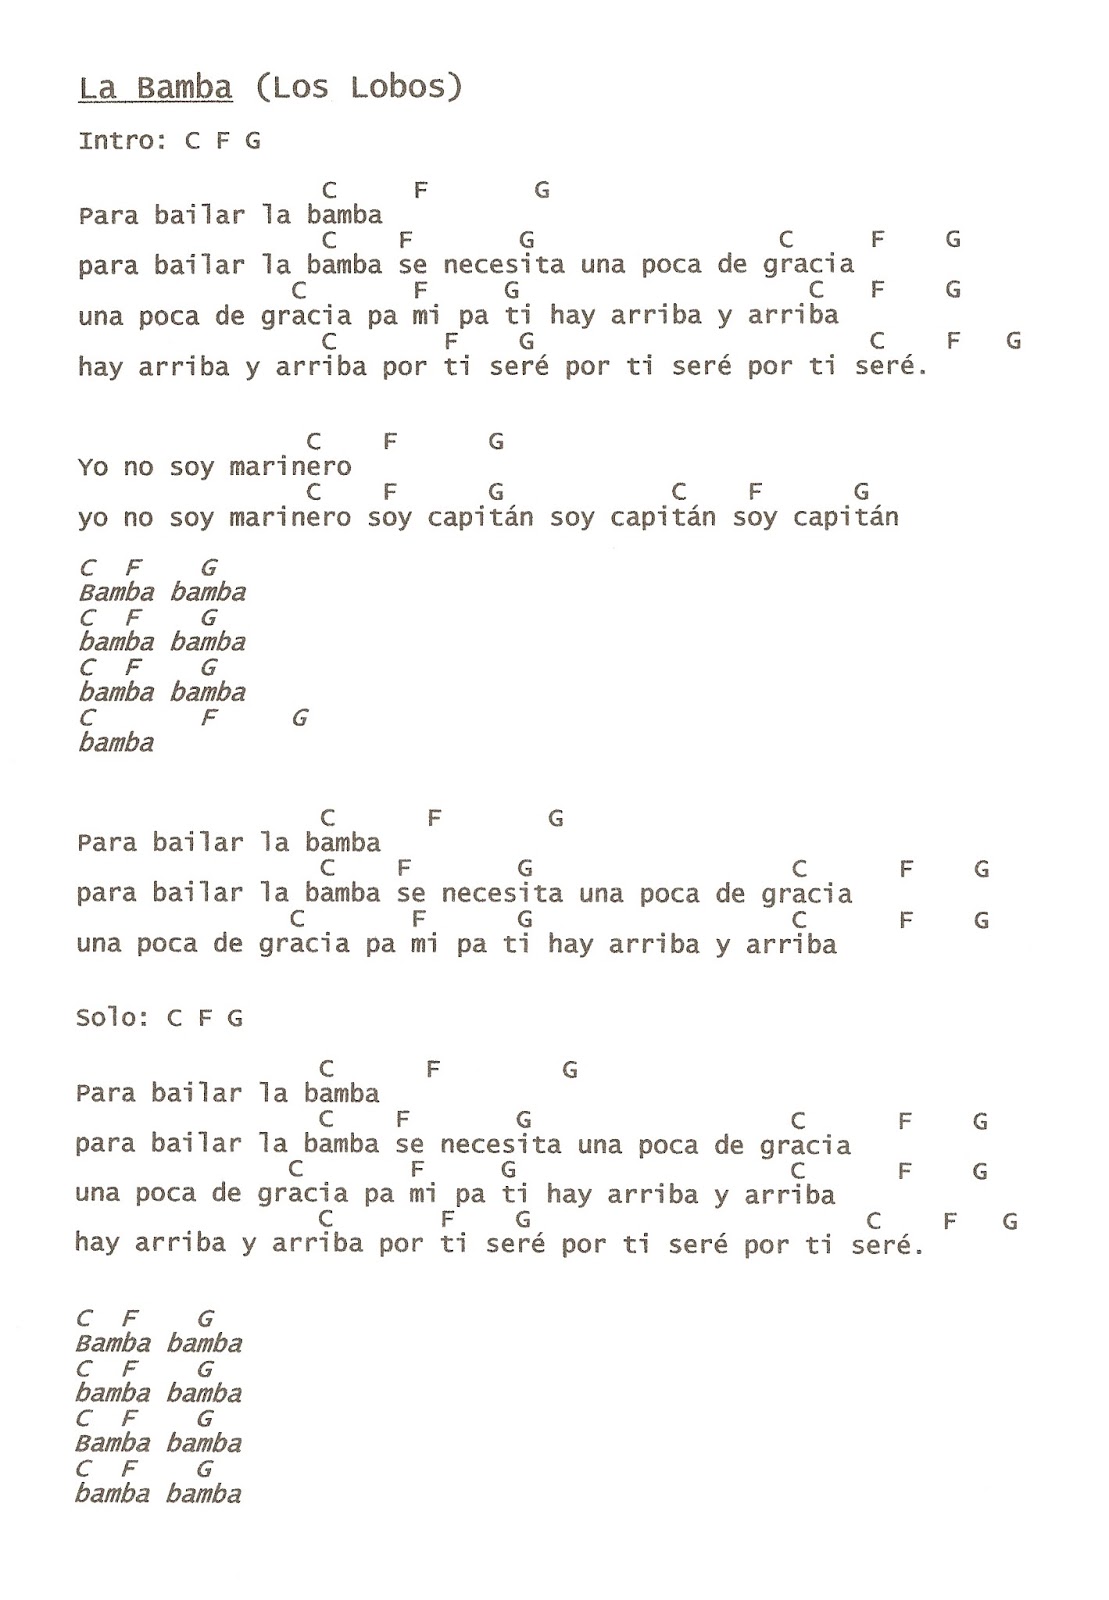 La Bamba (Los Lobos)
Intro: C F G
C F G
Para bailar la bamba
C F G C F G
para bailar la bamba se necesita una poca de gracia
C F G C F G
una poca de gracia pa mi pa ti hay arriba y arriba
C F G C F G
hay arriba y arriba por ti seré por ti seré por ti seré.
C F G
Yo no soy marinero
C F G C F G
yo no soy marinero soy capitán soy capitán soy capitán
C F G
Bamba bamba
C F G
bamba bamba
C F G
bamba bamba
C F G
bamba
C F G
Para bailar la bamba
C F G C F G
para bailar la bamba se necesita una poca de gracia
C F G C F G
una poca de gracia pa mi pa ti hay arriba y arriba
Solo: C F G
C F G
Para bailar la bamba
C F G C F G
para bailar la bamba se necesita una poca de gracia
C F G C F G
una poca de gracia pa mi pa ti hay arriba y arriba
C F G C F G
hay arriba y arriba por ti seré por ti seré por ti seré.
C F G
Bamba bamba
C F G
bamba bamba
C F G
Bamba bamba
C F G
bamba bamba